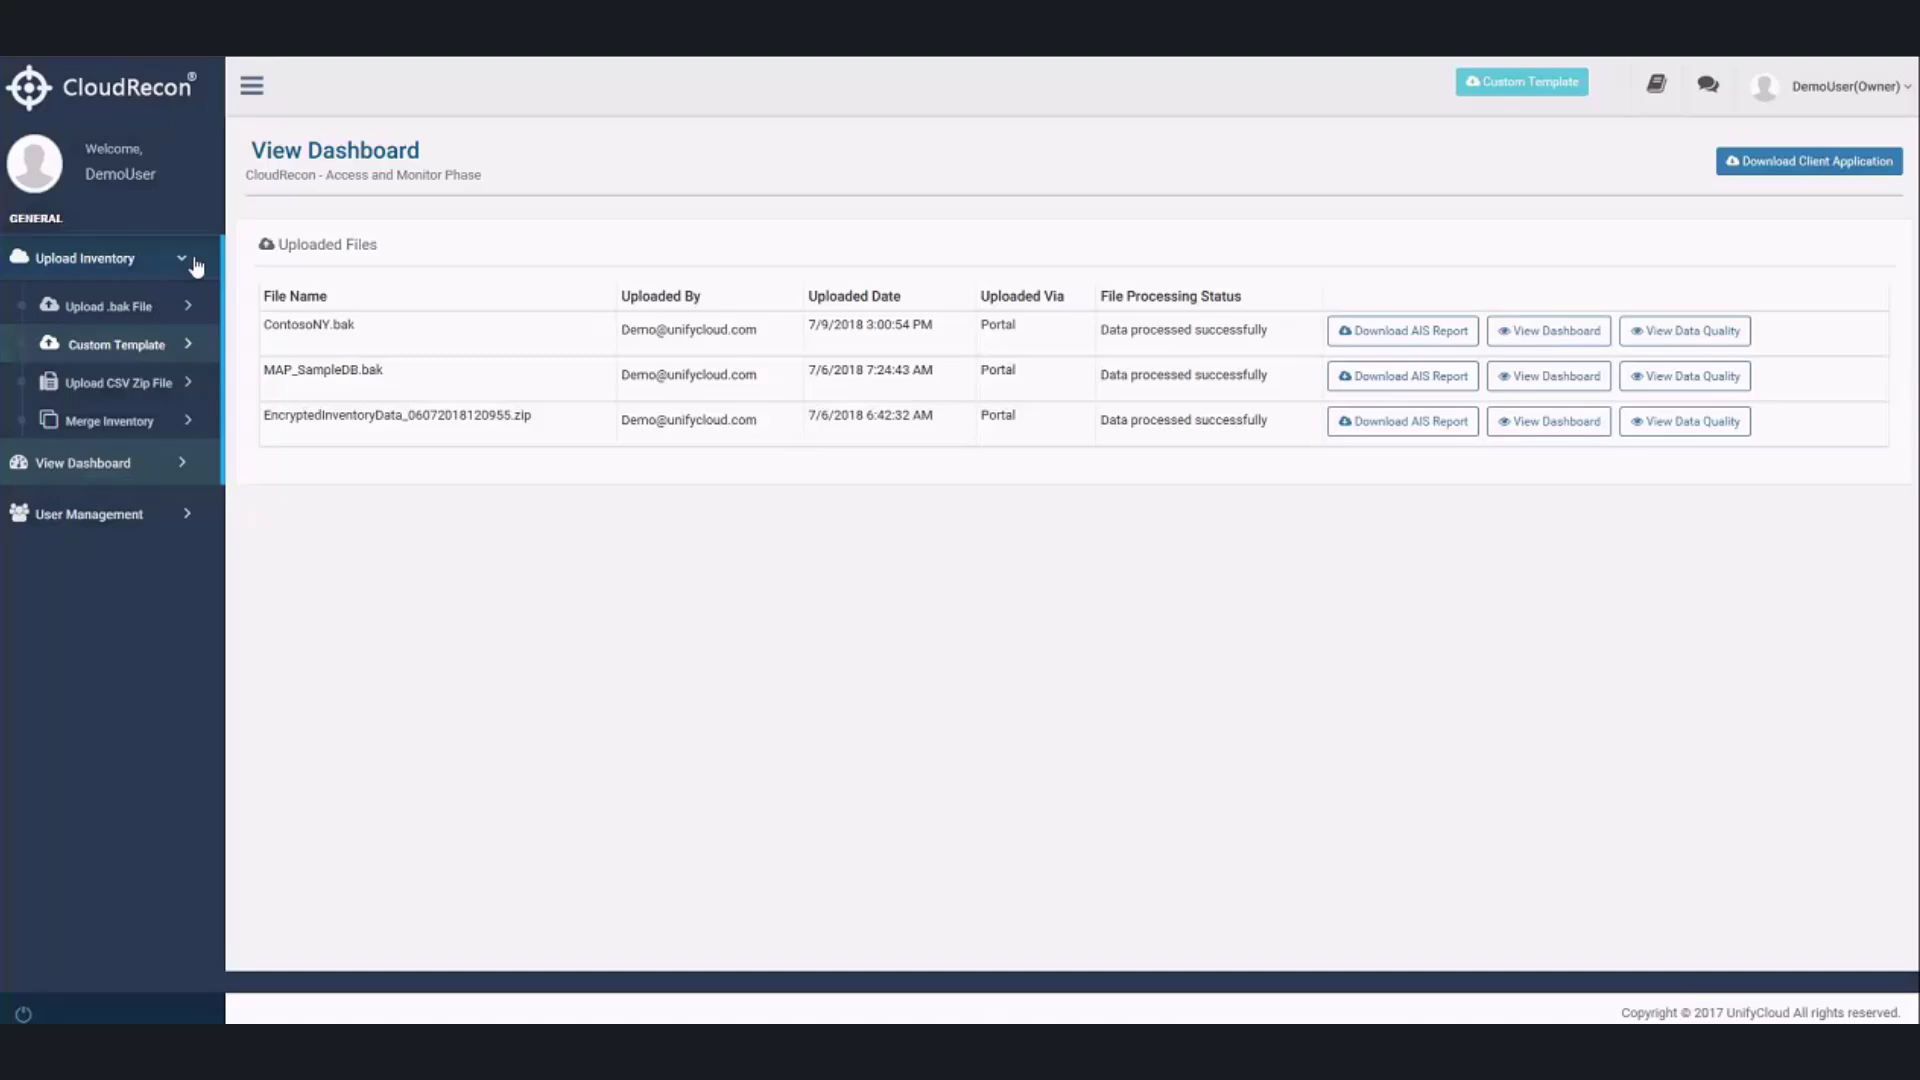 CloudRecon®
Custom Template
DemoUser(Owner)
Welcome,
DemoUser
GENERAL
Upload Inventory
Upload .bak File
Custom Template
Upload CSV Zip File
Merge Inventory
View Dashboard
User Management
View Dashboard
CloudRecon - Access and Monitor Phase
Download Client Application
Uploaded Files
File Name Uploaded By Uploaded Date Uploaded Via File Processing Status
ContosoNY.bak Demo@unifycloud.com 7/9/2018 3:00:54 PM Portal Data processed successfully Download AIS Report View Dashboard View Data Quality
MAP_SampleDB.bak Demo@unifycloud.com 7/6/2018 7:24:43 AM Portal Data processed successfully Download AIS Report View Dashboard View Data Quality
EncryptedInventoryData_06072018120955.zip Demo@unifycloud.com 7/6/2018 6:42:32 AM Portal Data processed successfully Download AIS Report View Dashboard View Data Quality
Copyright © 2017 UnifyCloud All rights reserved.